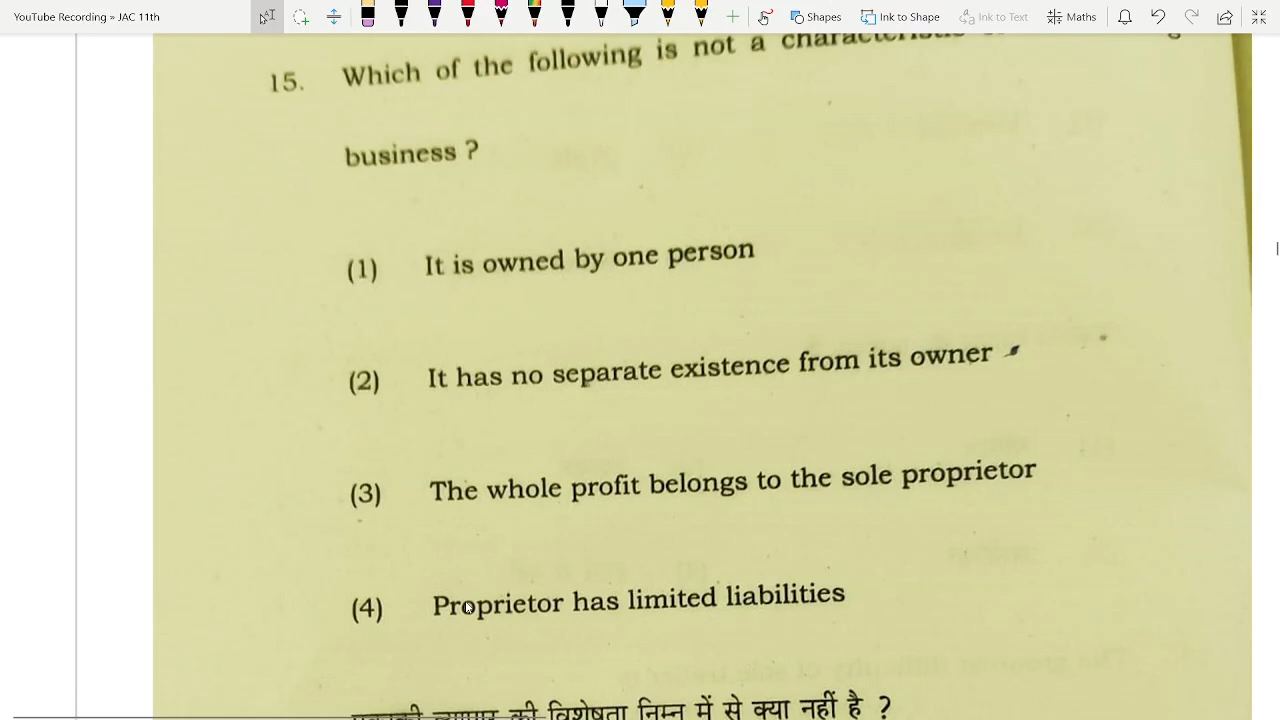 YouTube Recording » JAC 11th
Shapes
Ink to Shape
Ink to Text
Maths
15. Which of the following is not a characteristic
business ?
(1) It is owned by one person
(2) It has no separate existence from its owner
(3) The whole profit belongs to the sole proprietor
(4) Proprietor has limited liabilities
व्यापार की विशेषता निम्न में से क्या नहीं है ?